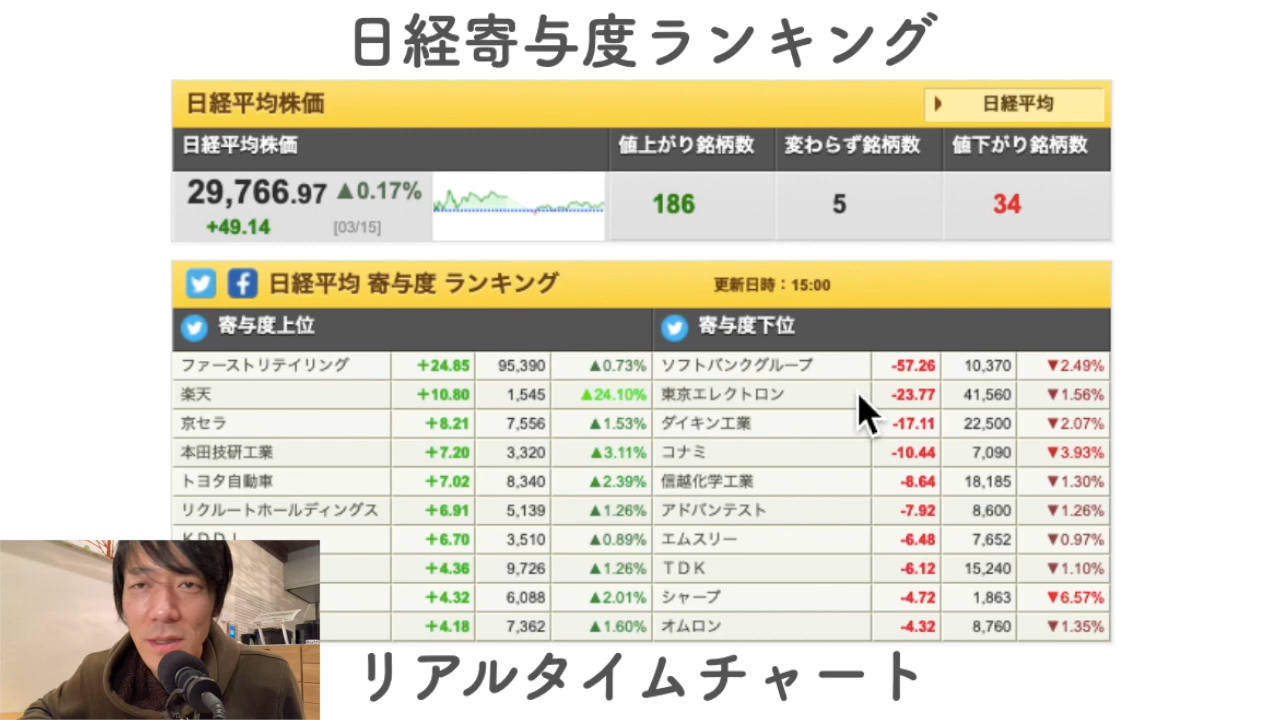 日経寄与度ランキング
日経平均株価
日経平均
日経平均株価 値上がり銘柄数 変わらず銘柄数 値下がり銘柄数
29,766.97 ▲0.17% 186 5 34
+49.14 [03/15]
日経平均 寄与度 ランキング 更新日時：15:00
寄与度上位 寄与度下位
ファーストリテイリング +24.85 95,390 ▲0.73% ソフトバンクグループ -57.26 10,370 ▼2.49%
楽天 +10.80 1,545 ▲24.10% 東京エレクトロン -23.77 41,560 ▼1.56%
京セラ +8.21 7,556 ▲1.53% ダイキン工業 -17.11 22,500 ▼2.07%
本田技研工業 +7.20 3,320 ▲3.11% コナミ -10.44 7,090 ▼3.93%
トヨタ自動車 +7.02 8,340 ▲2.39% 信越化学工業 -8.64 18,185 ▼1.30%
リクルートホールディングス +6.91 5,139 ▲1.26% アドバンテスト -7.92 8,600 ▼1.26%
ＫＤＤＩ +6.70 3,510 ▲0.89% エムスリー -6.48 7,652 ▼0.97%
+4.36 9,726 ▲1.26% ＴＤＫ -6.12 15,240 ▼1.10%
+4.32 6,088 ▲2.01% シャープ -4.72 1,863 ▼6.57%
+4.18 7,362 ▲1.60% オムロン -4.32 8,760 ▼1.35%
リアルタイムチャート